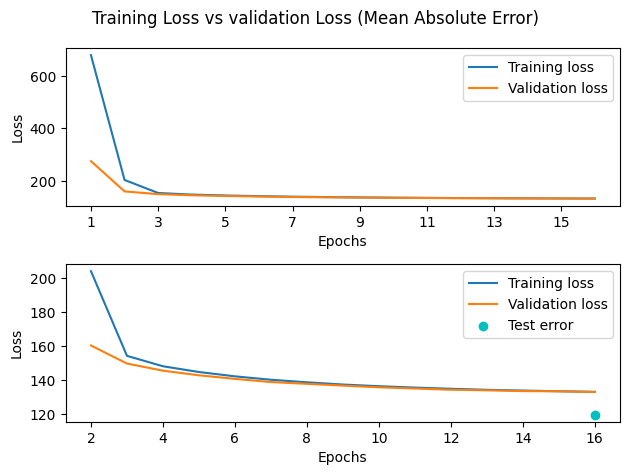 Training Loss vs validation Loss (Mean Absolute Error)
Training loss
Validation loss
600
400
200
Loss
1 3 5 7 9 11 13 15
Epochs
Training loss
Validation loss
Test error
200
180
160
140
120
Loss
2 4 6 8 10 12 14 16
Epochs